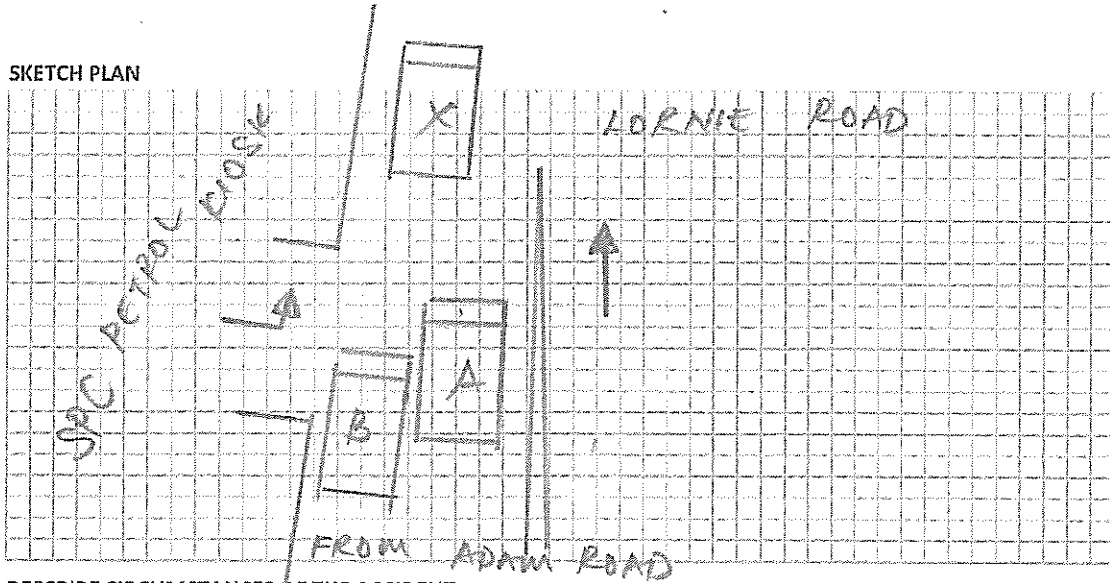 SKETCH PLAN
X
LORNIE ROAD
SPC PETROL KIOSK
A
B
FROM ADAM ROAD